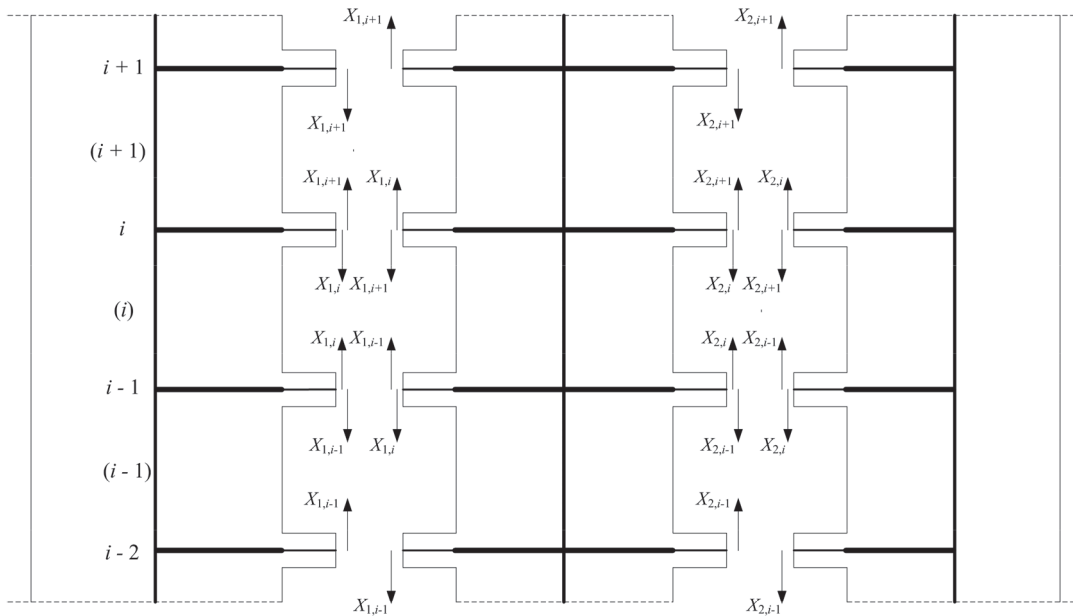 X1,i+1 X2,i+1
i + 1
X1,i+1 X2,i+1
(i + 1)
X1,i+1 X1,i X2,i+1 X2,i
i
X1,i X1,i+1 X2,i X2,i+1
(i)
X1,i X1,i-1 X2,i X2,i-1
i - 1
X1,i-1 X1,i X2,i-1 X2,i
(i - 1)
X1,i-1 X2,i-1
i - 2
X1,i-1 X2,i-1